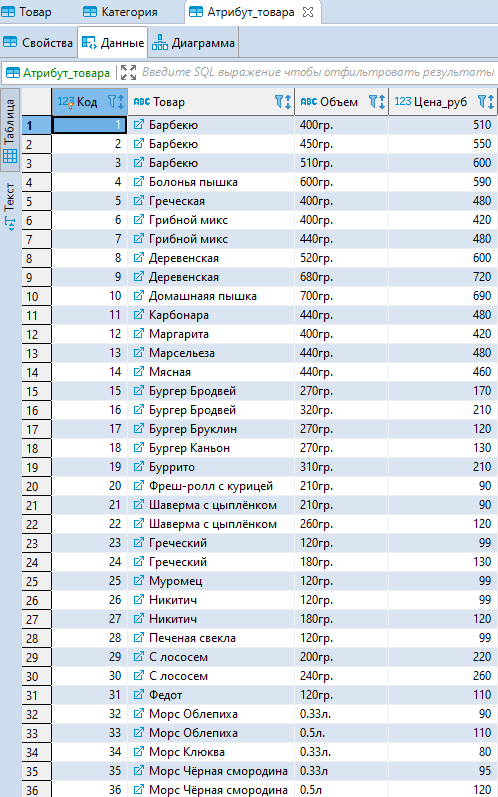 Товар Категория Атрибут_товара
Свойства Данные Диаграмма
Атрибут_товара Введите SQL выражение чтобы отфильтровать результаты
Таблица
Текст
123 Код ABC Товар ABC Объем 123 Цена_руб
1 1 Барбекю 400гр. 510
2 2 Барбекю 450гр. 550
3 3 Барбекю 510гр. 600
4 4 Болонья пышка 600гр. 590
5 5 Греческая 400гр. 480
6 6 Грибной микс 400гр. 420
7 7 Грибной микс 440гр. 480
8 8 Деревенская 520гр. 600
9 9 Деревенская 680гр. 720
10 10 Домашнаяя пышка 700гр. 690
11 11 Карбонара 440гр. 480
12 12 Маргарита 400гр. 420
13 13 Марсельеза 440гр. 480
14 14 Мясная 440гр. 460
15 15 Бургер Бродвей 270гр. 170
16 16 Бургер Бродвей 320гр. 210
17 17 Бургер Бруклин 270гр. 120
18 18 Бургер Каньон 270гр. 130
19 19 Буррито 310гр. 210
20 20 Фреш-ролл с курицей 210гр. 90
21 21 Шаверма с цыплёнком 210гр. 90
22 22 Шаверма с цыплёнком 260гр. 120
23 23 Греческий 120гр. 99
24 24 Греческий 180гр. 130
25 25 Муромец 120гр. 99
26 26 Никитич 120гр. 99
27 27 Никитич 180гр. 120
28 28 Печеная свекла 120гр. 99
29 29 С лососем 200гр. 220
30 30 С лососем 240гр. 260
31 31 Федот 120гр. 110
32 32 Морс Облепиха 0.33л. 90
33 33 Морс Облепиха 0.5л. 110
34 34 Морс Клюква 0.33л. 80
35 35 Морс Чёрная смородина 0.33л 95
36 36 Морс Чёрная смородина 0.5л 120